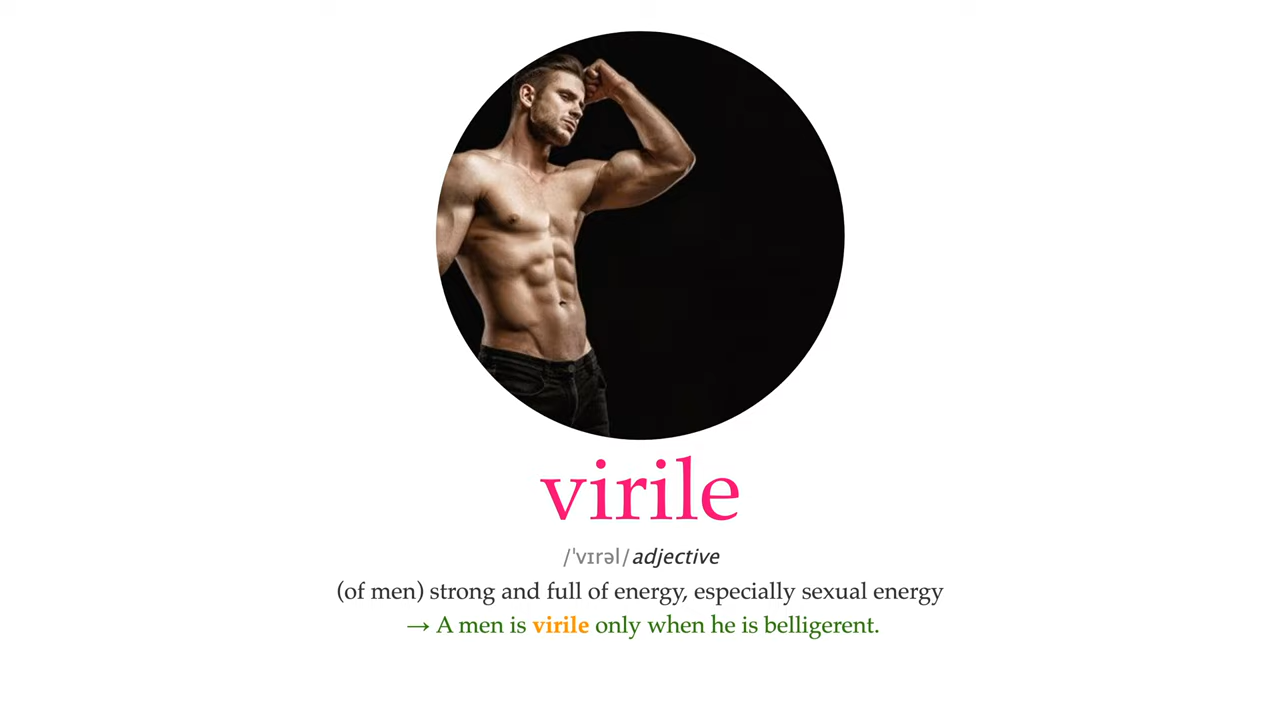 virile
/ˈvɪrəl/ adjective
(of men) strong and full of energy, especially sexual energy
→ A men is virile only when he is belligerent.